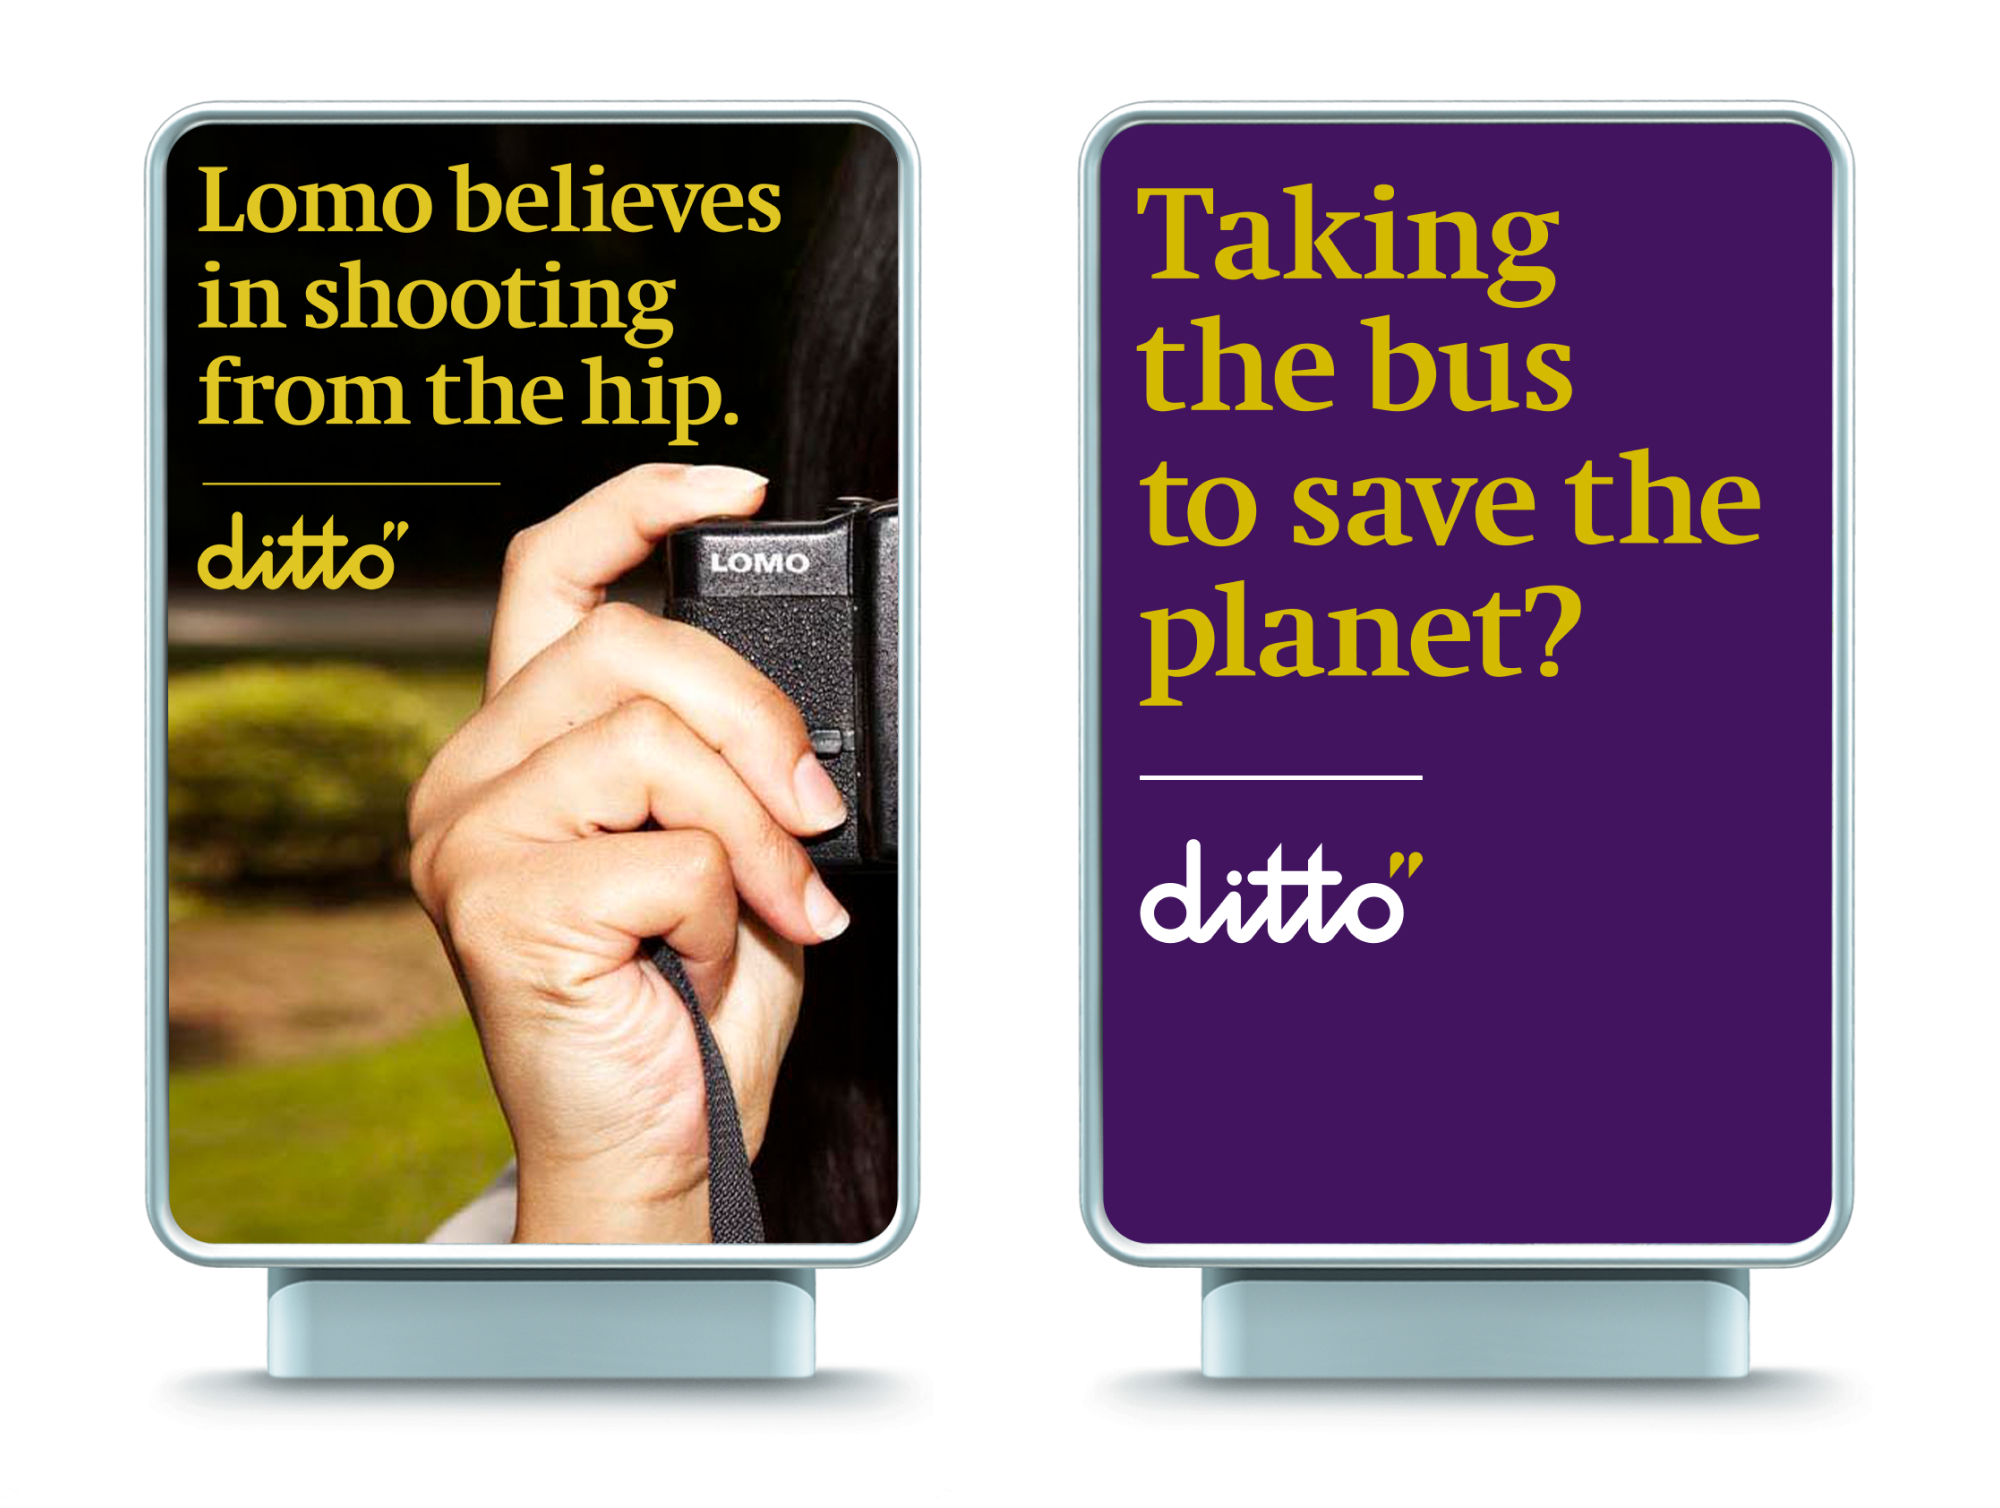 Lomo believes
in shooting
from the hip.
ditto”
LOMO
Taking
the bus
to save the
planet?
ditto”